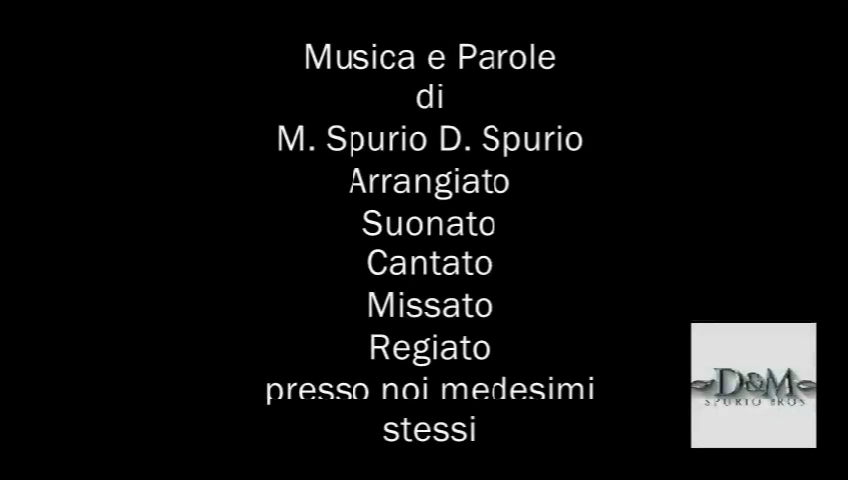 Musica e Parole
di
M. Spurio D. Spurio
Arrangiato
Suonato
Cantato
Missato
Regiato
presso noi medesimi
stessi
D&M
SPURIO BROS